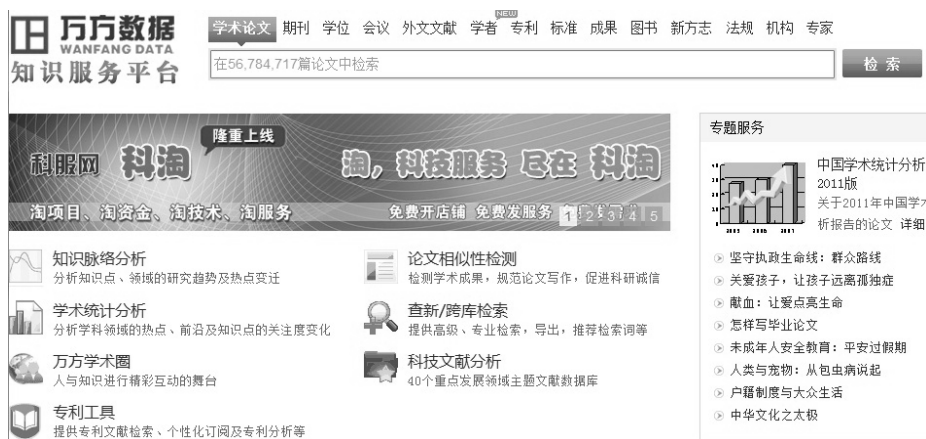 万方数据
WANFANG DATA
知识服务平台
NEW
学术论文 期刊 学位 会议 外文文献 学者 专利 标准 成果 图书 新方志 法规 机构 专家
在56,784,717篇论文中检索
检 索
科服网 科淘 隆重上线
淘项目、淘资金、淘技术、淘服务
淘,科技服务 尽在 科淘
免费开店铺 免费发服务
1 2 3 4 5
知识脉络分析
分析知识点、领域的研究趋势及热点变迁
论文相似性检测
检测学术成果,规范论文写作,促进科研诚信
学术统计分析
分析学科领域的热点、前沿及知识点的关注度变化
查新/跨库检索
提供高级、专业检索,导出,推荐检索词等
万方学术圈
人与知识进行精彩互动的舞台
科技文献分析
40个重点发展领域主题文献数据库
专利工具
提供专利文献检索、个性化订阅及专利分析等
专题服务
中国学术统计分析
2011版
关于2011年中国学
析报告的论文 详细
坚守执政生命线:群众路线
关爱孩子,让孩子远离孤独症
献血:让爱点亮生命
怎样写毕业论文
未成年人安全教育:平安过假期
人类与宠物:从包虫病说起
户籍制度与大众生活
中华文化之太极